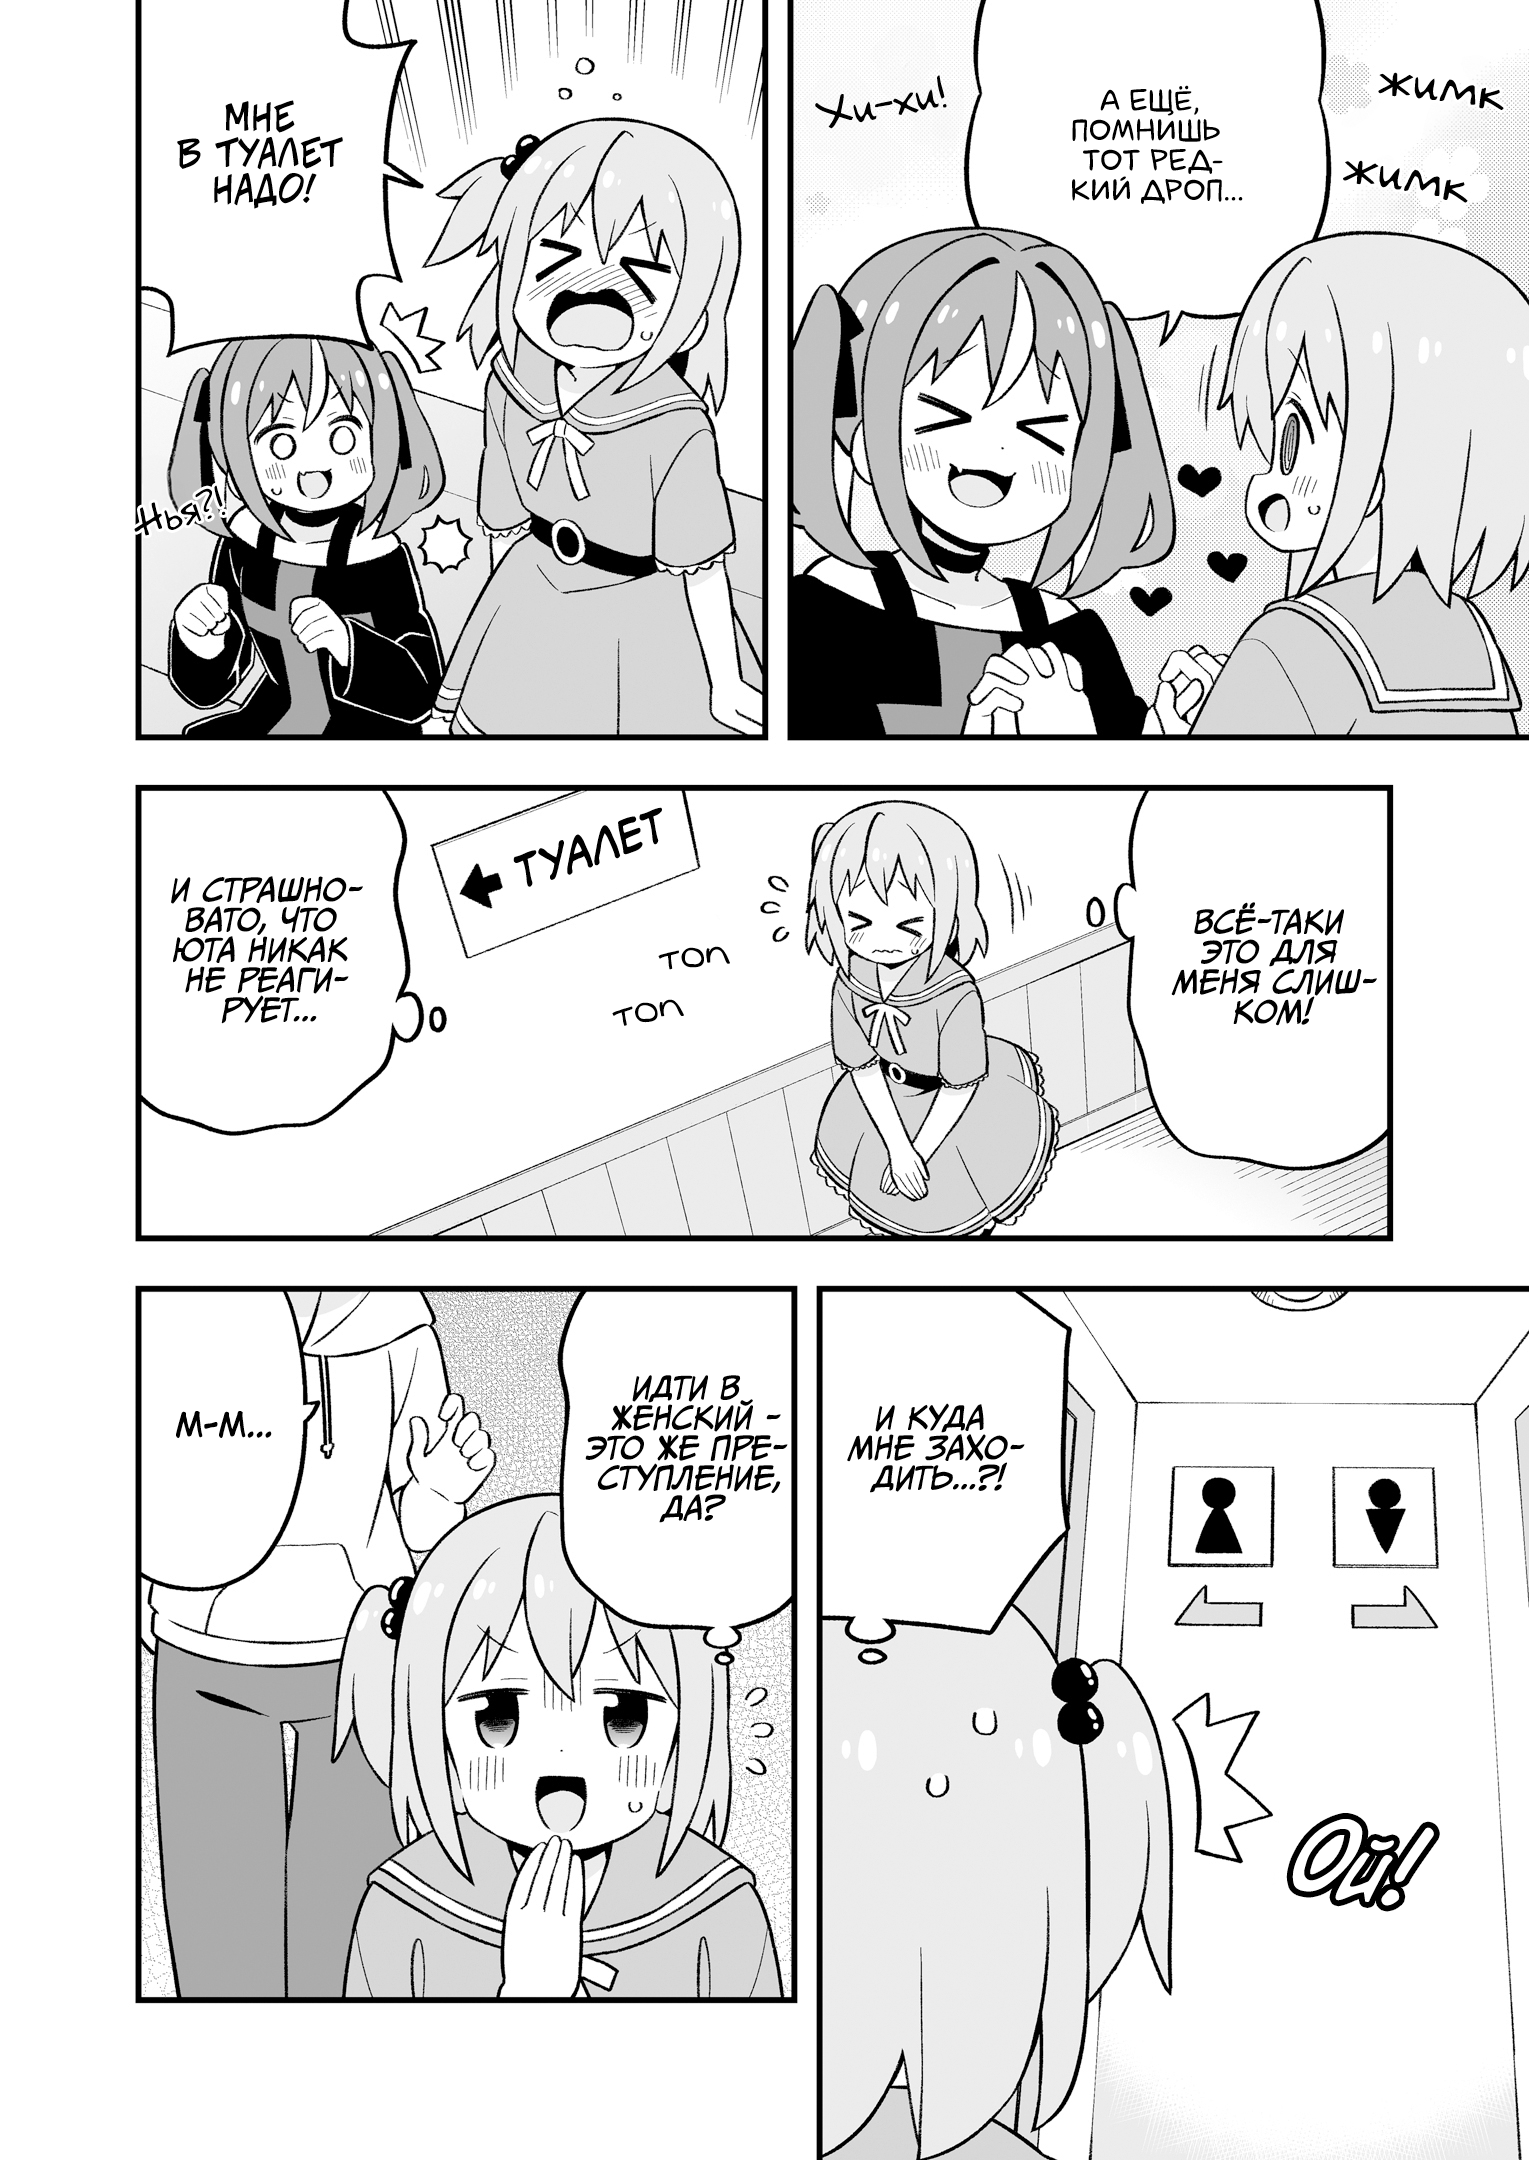 А ЕЩЁ,
ПОМНИШЬ
ТОТ РЕД-
КИЙ ДРОП...
ЖИМК
ЖИМК
ХИ-ХИ!
МНЕ
В ТУАЛЕТ
НАДО!
НЬЯ?!
ВСЁ-ТАКИ
ЭТО ДЛЯ
МЕНЯ СЛИШ-
КОМ!
ТУАЛЕТ
ТОП
ТОП
И СТРАШНО-
ВАТО, ЧТО
ЮТА НИКАК
НЕ РЕАГИ-
РУЕТ...
И КУДА
МНЕ ЗАХО-
ДИТЬ...?!
ОЙ!
ИДТИ В
ЖЕНСКИЙ -
ЭТО ЖЕ ПРЕ-
СТУПЛЕНИЕ,
ДА?
М-М...